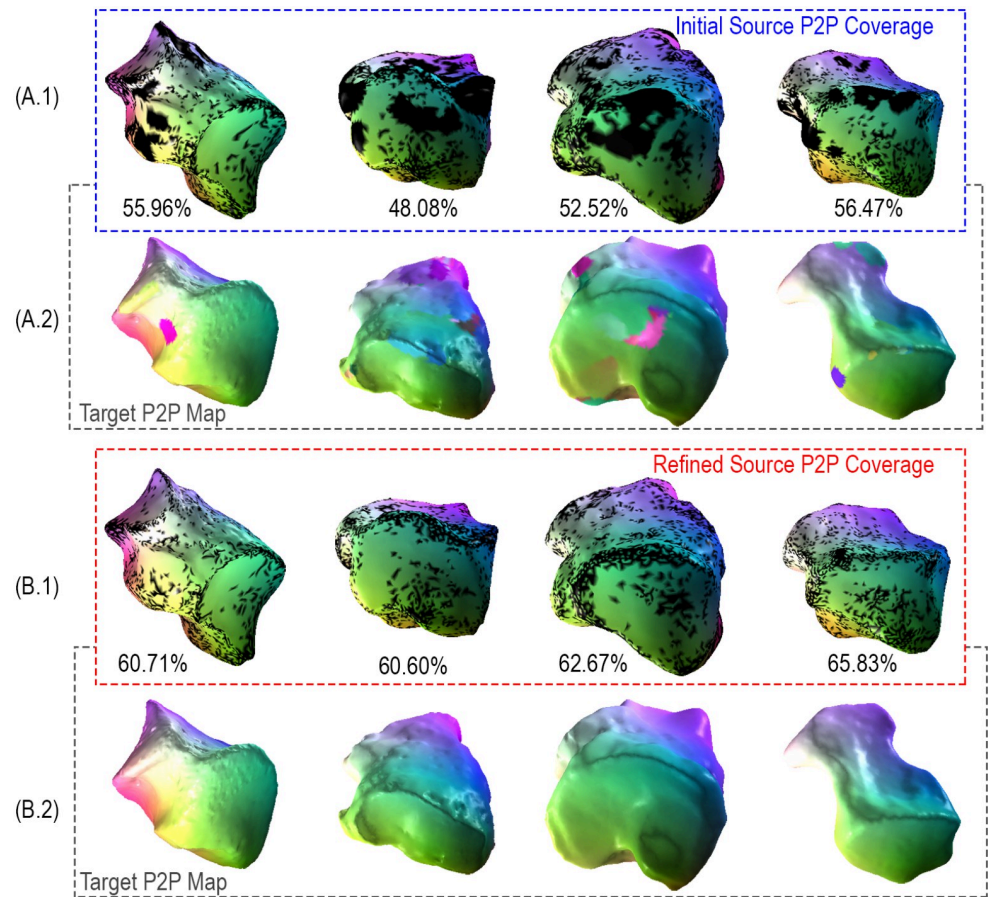 Initial Source P2P Coverage
(A.1)
55.96%
48.08%
52.52%
56.47%
(A.2)
Target P2P Map
Refined Source P2P Coverage
(B.1)
60.71%
60.60%
62.67%
65.83%
(B.2)
Target P2P Map